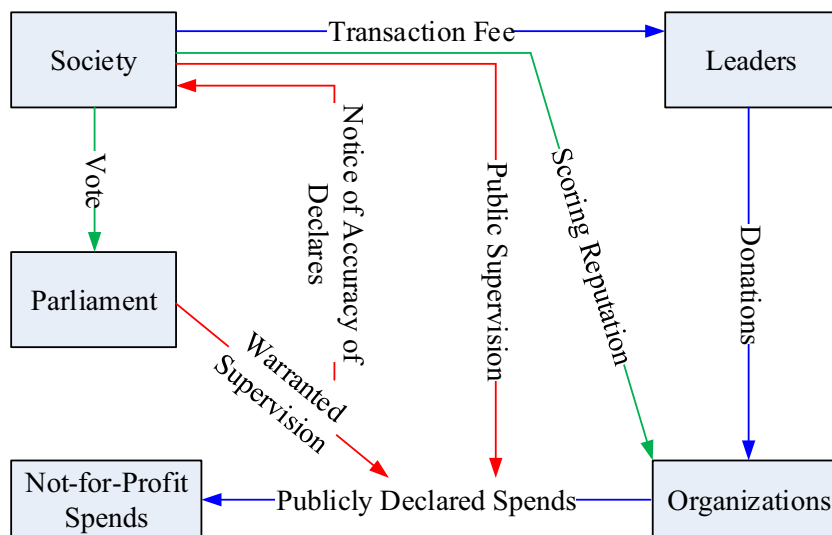 Transaction Fee
Society
Leaders
Vote
Notice of Accuracy of
Declares
Public Supervision
Scoring Reputation
Donations
Parliament
Warranted
Supervision
Not-for-Profit
Spends
Publicly Declared Spends
Organizations